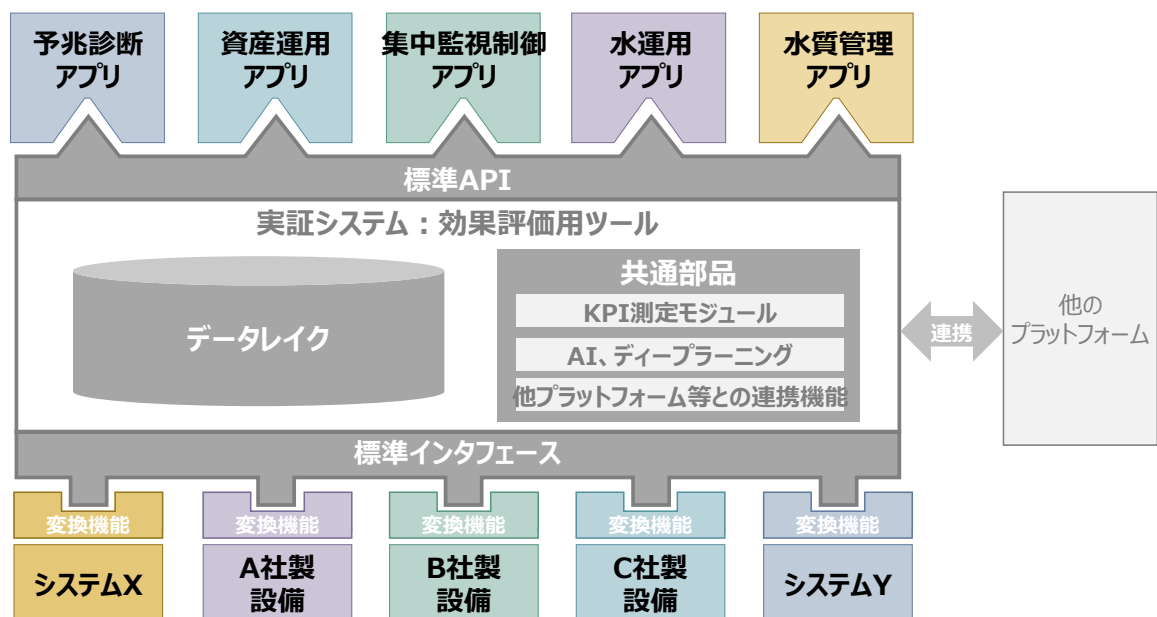 予兆診断
アプリ
資産運用
アプリ
集中監視制御
アプリ
水運用
アプリ
水質管理
アプリ
標準API
実証システム：効果評価用ツール
データレイク
共通部品
KPI測定モジュール
AI、ディープラーニング
他プラットフォーム等との連携機能
連携
他の
プラットフォーム
標準インタフェース
変換機能
変換機能
変換機能
変換機能
変換機能
システムX
A社製
設備
B社製
設備
C社製
設備
システムY